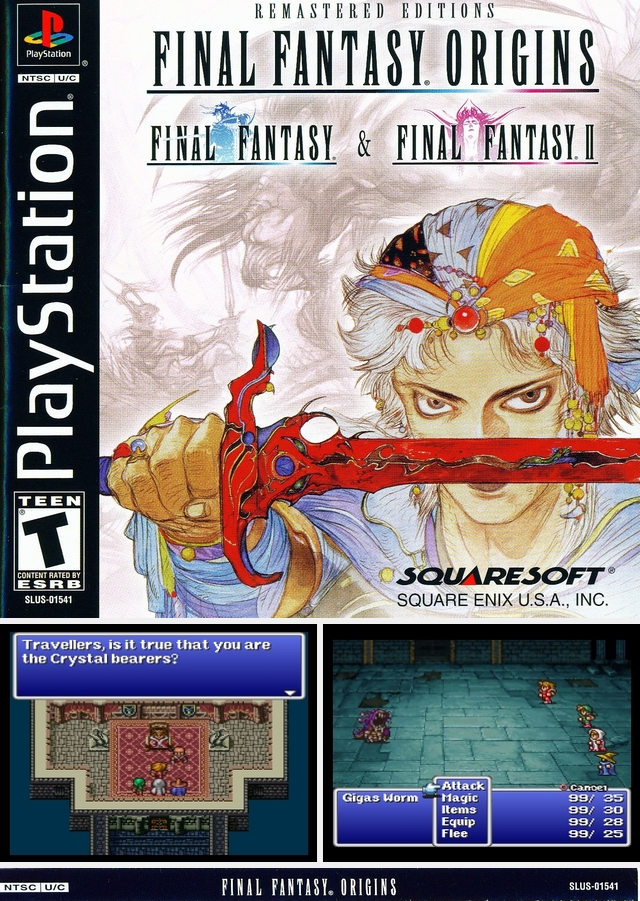 REMASTERED EDITIONS
FINAL FANTASY® ORIGINS
FINAL FANTASY® & FINAL FANTASY® II
PlayStation®
NTSC U/C
PlayStation®
TEEN
T
CONTENT RATED BY
ESRB
SLUS-01541
SQUARESOFT®
SQUARE ENIX U.S.A., INC.
Travellers, is it true that you are
the Crystal bearers?
Gigas Worm
Attack
Magic
Items
Equip
Flee
Cancel
99/ 35
99/ 30
99/ 28
99/ 25
NTSC U/C
FINAL FANTASY® ORIGINS
SLUS-01541